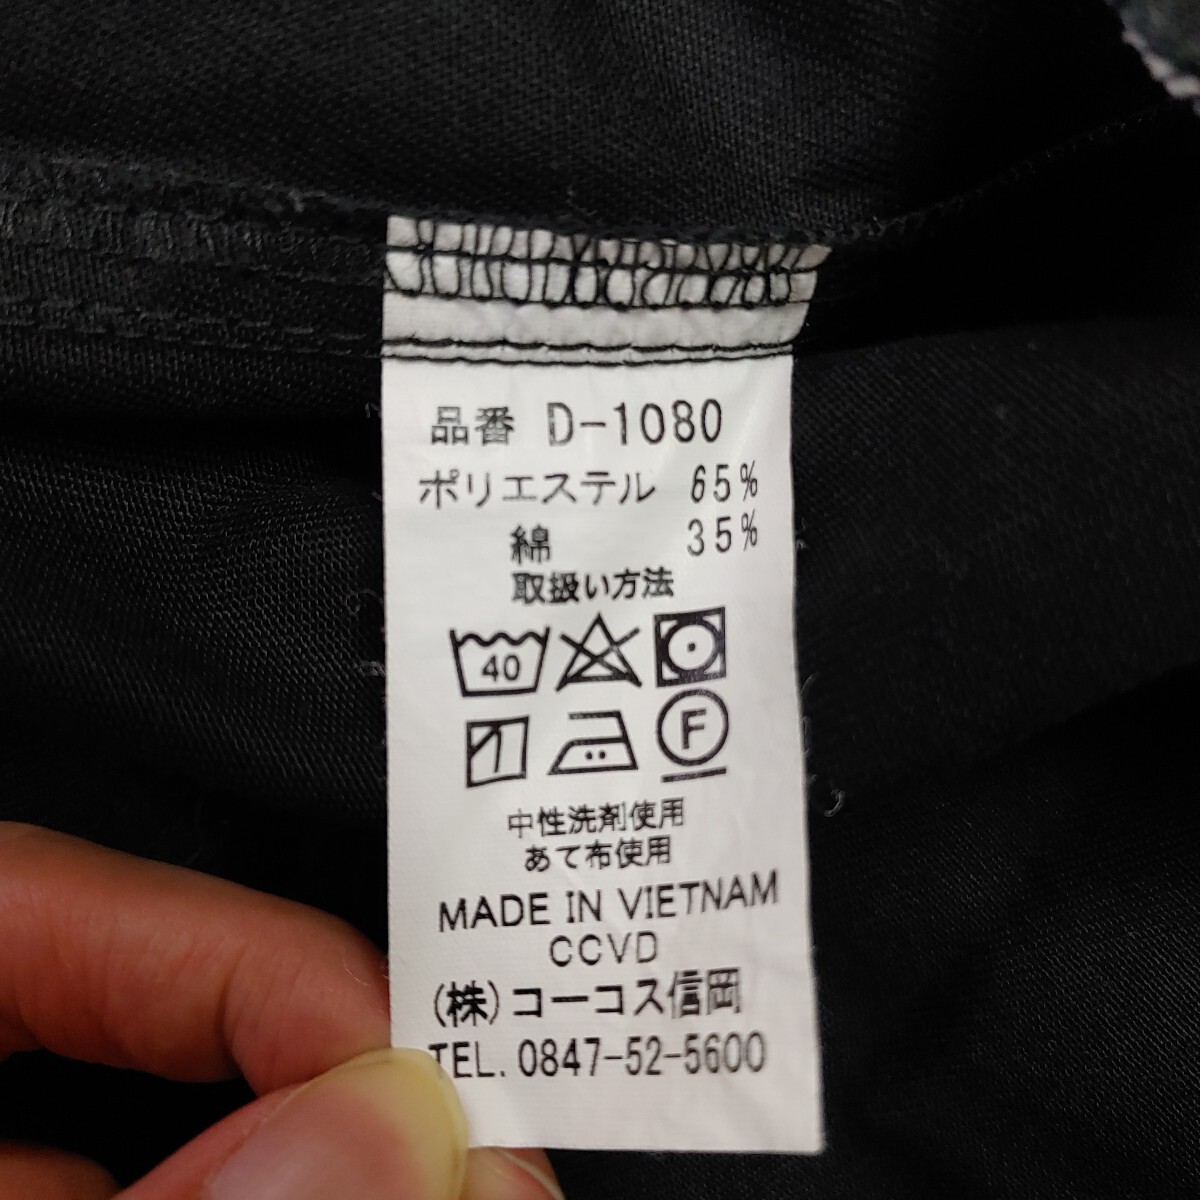 品番 D-1080
ポリエステル 65%
綿 35%
取扱い方法
40
F
中性洗剤使用
あて布使用
MADE IN VIETNAM
CCVD
(株)コーコス信岡
TEL.0847-52-5600